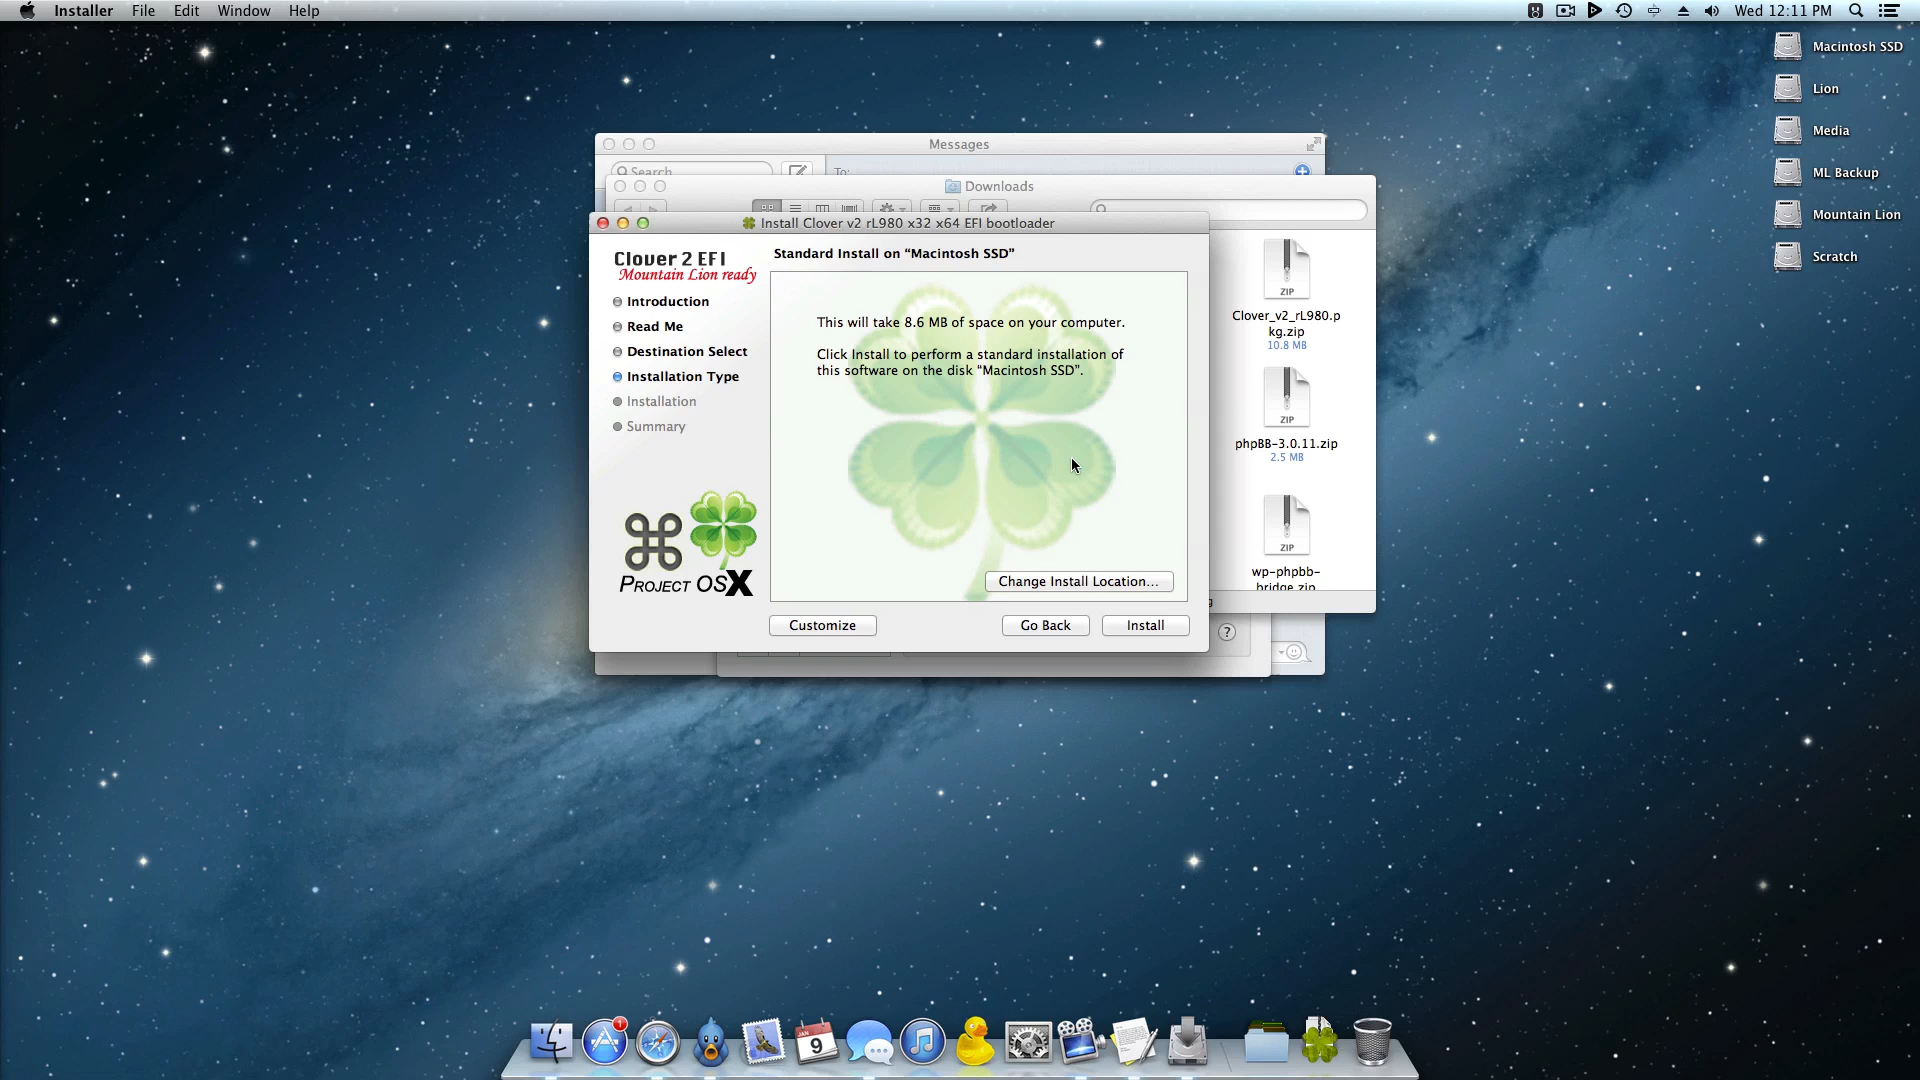 Installer File Edit Window Help
Wed 12:11 PM
Macintosh SSD
Lion
Media
ML Backup
Mountain Lion
Scratch
Messages
Search
To:
Downloads
Install Clover v2 rL980 x32 x64 EFI bootloader
Clover 2 EFI
Mountain Lion ready
Introduction
Read Me
Destination Select
Installation Type
Installation
Summary
PROJECT OSX
Standard Install on “Macintosh SSD”
This will take 8.6 MB of space on your computer.
Click Install to perform a standard installation of
this software on the disk “Macintosh SSD”.
Change Install Location...
Customize
Go Back
Install
?
ZIP
Clover_v2_rL980.p
kg.zip
10.8 MB
ZIP
phpBB-3.0.11.zip
2.5 MB
ZIP
wp-phpbb-
bridge.zip
1
JAN
9